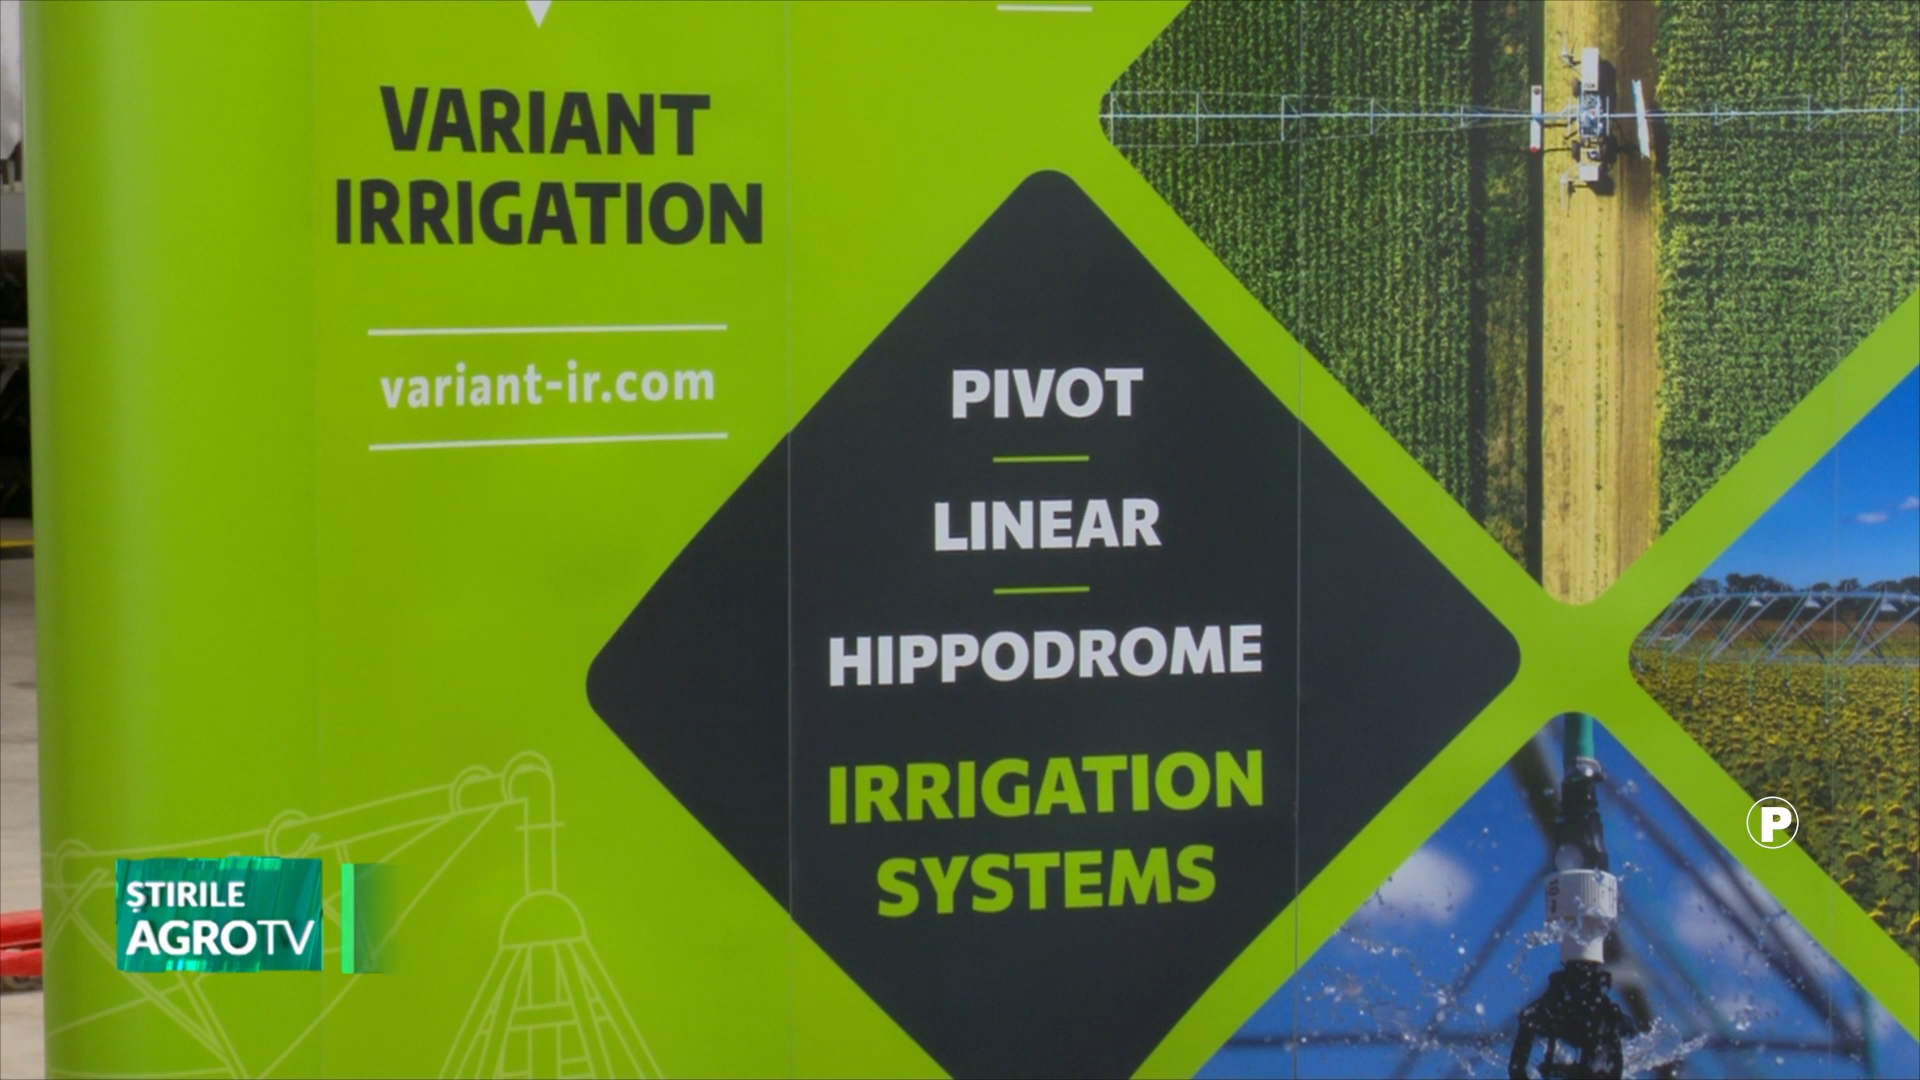 VARIANT
IRRIGATION
variant-ir.com
PIVOT
LINEAR
HIPPODROME
IRRIGATION
SYSTEMS
ȘTIRILE
AGROTV
P